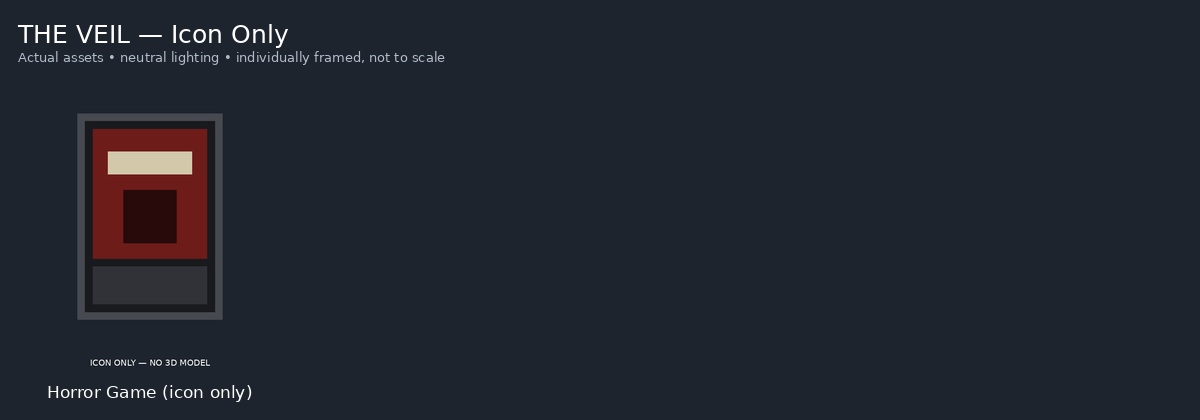 THE VEIL — Icon Only
Actual assets • neutral lighting • individually framed, not to scale
ICON ONLY — NO 3D MODEL
Horror Game (icon only)